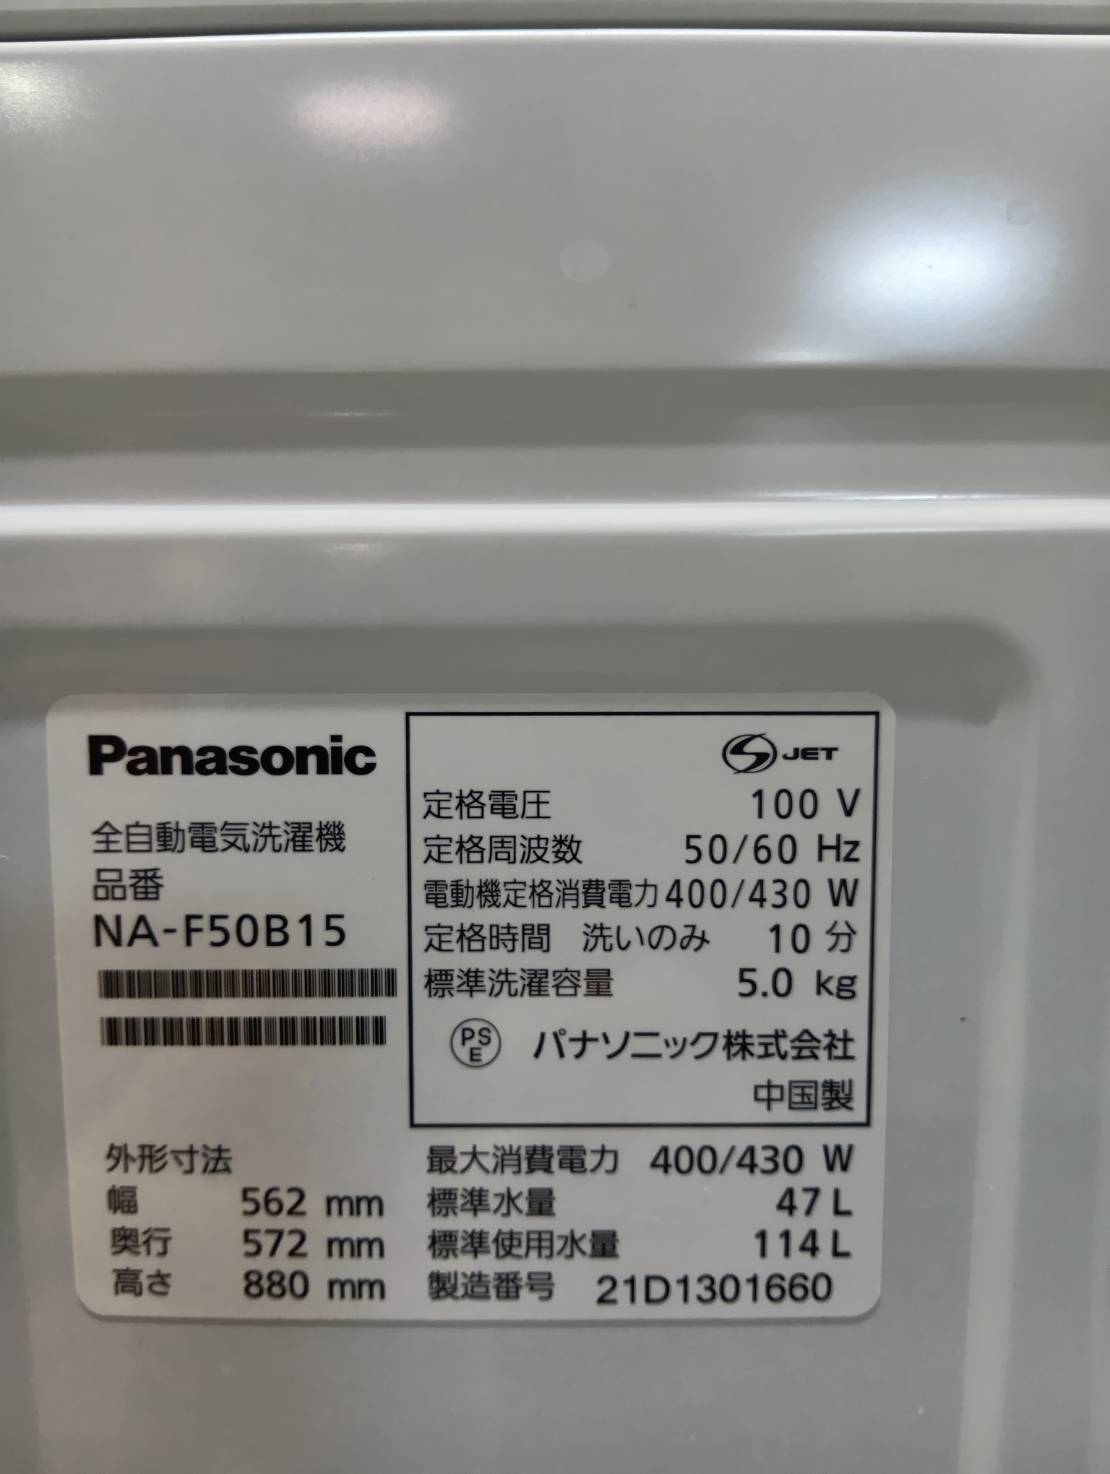 Panasonic
全自動電気洗濯機
品番
NA-F50B15
S JET
定格電圧 100 V
定格周波数 50/60 Hz
電動機定格消費電力 400/430 W
定格時間 洗いのみ 10 分
標準洗濯容量 5.0 kg
PSE パナソニック株式会社
中国製
外形寸法
幅 562 mm
奥行 572 mm
高さ 880 mm
最大消費電力 400/430 W
標準水量 47 L
標準使用水量 114 L
製造番号 21D1301660